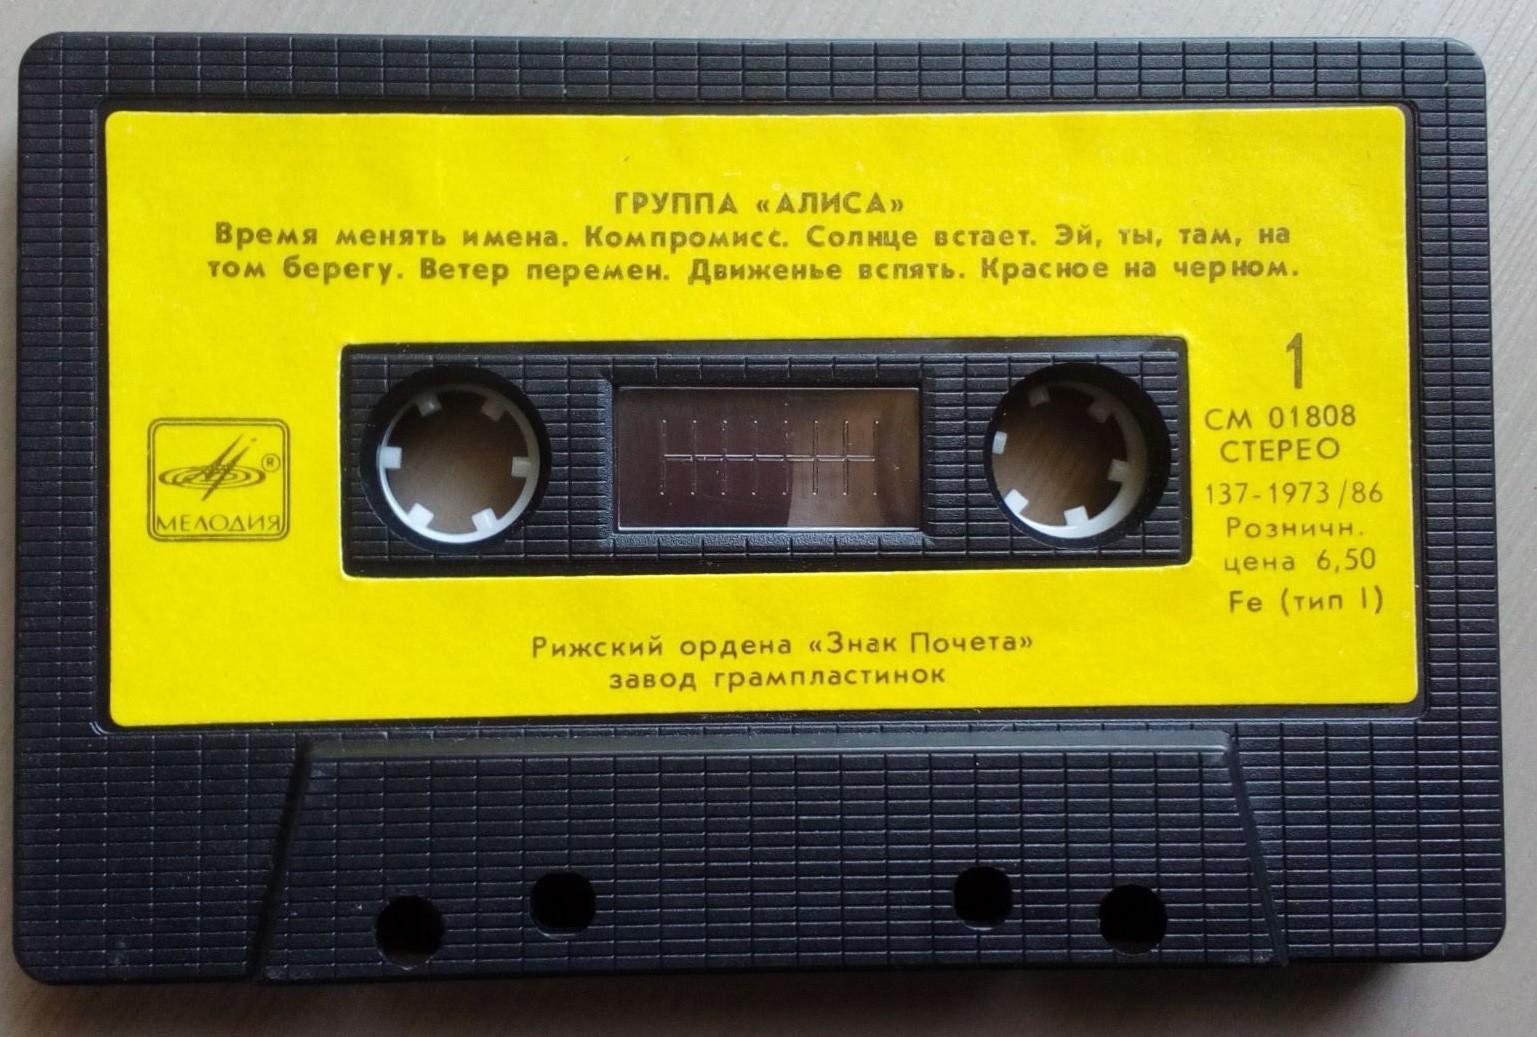 ГРУППА «АЛИСА»
Время менять имена. Компромисс. Солнце встает. Эй, ты, там, на
том берегу. Ветер перемен. Движенье вспять. Красное на черном.
1
СМ 01808
СТЕРЕО
137-1973/86
Розничн.
цена 6,50
Fe (тип I)
®
МЕЛОДИЯ
Рижский ордена «Знак Почета»
завод грампластинок